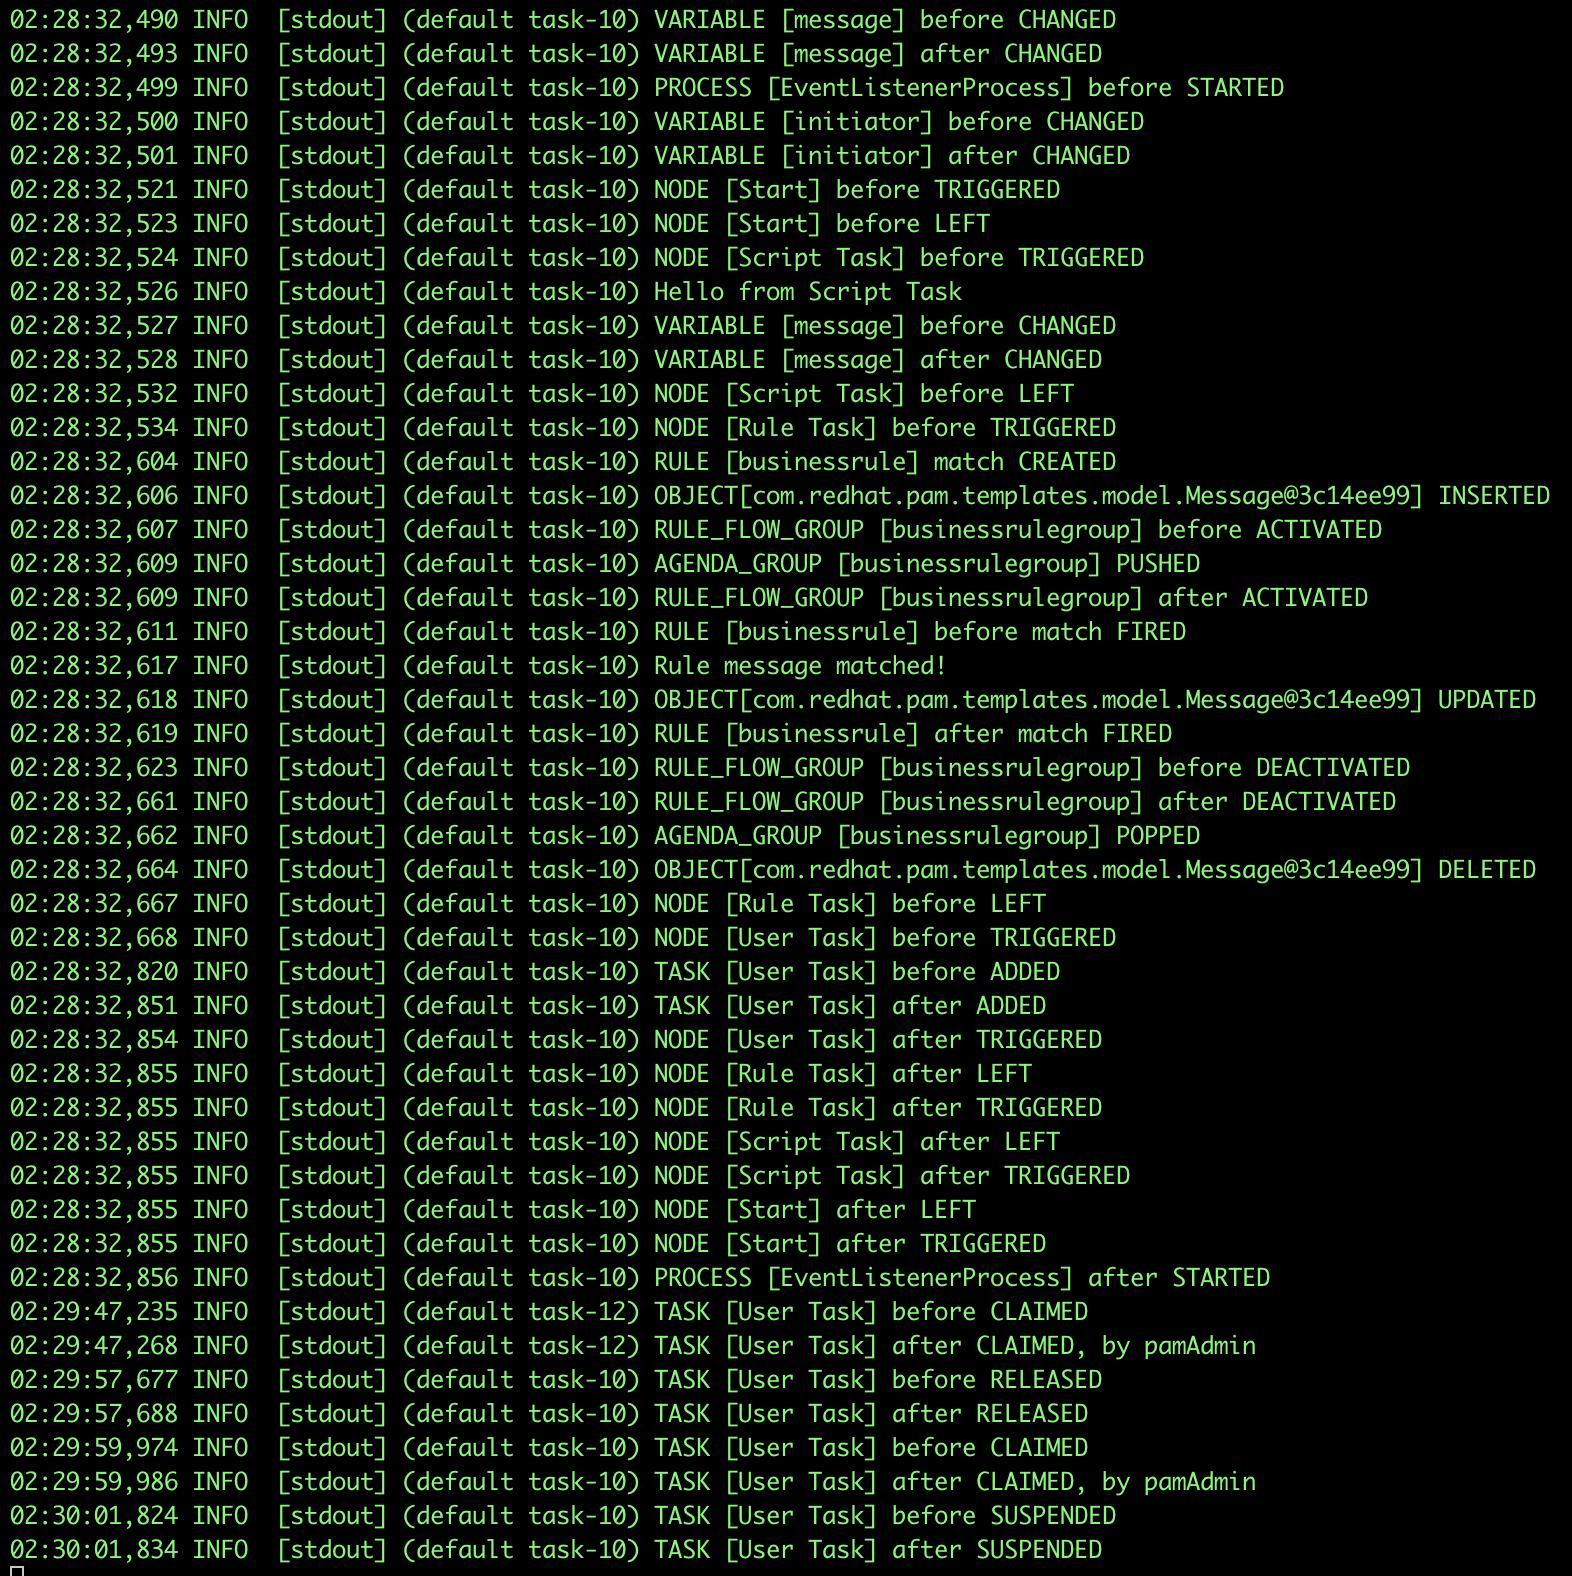 02:28:32,490 INFO  [stdout] (default task-10) VARIABLE [message] before CHANGED
02:28:32,493 INFO  [stdout] (default task-10) VARIABLE [message] after CHANGED
02:28:32,499 INFO  [stdout] (default task-10) PROCESS [EventListenerProcess] before STARTED
02:28:32,500 INFO  [stdout] (default task-10) VARIABLE [initiator] before CHANGED
02:28:32,501 INFO  [stdout] (default task-10) VARIABLE [initiator] after CHANGED
02:28:32,521 INFO  [stdout] (default task-10) NODE [Start] before TRIGGERED
02:28:32,523 INFO  [stdout] (default task-10) NODE [Start] before LEFT
02:28:32,524 INFO  [stdout] (default task-10) NODE [Script Task] before TRIGGERED
02:28:32,526 INFO  [stdout] (default task-10) Hello from Script Task
02:28:32,527 INFO  [stdout] (default task-10) VARIABLE [message] before CHANGED
02:28:32,528 INFO  [stdout] (default task-10) VARIABLE [message] after CHANGED
02:28:32,532 INFO  [stdout] (default task-10) NODE [Script Task] before LEFT
02:28:32,534 INFO  [stdout] (default task-10) NODE [Rule Task] before TRIGGERED
02:28:32,604 INFO  [stdout] (default task-10) RULE [businessrule] match CREATED
02:28:32,606 INFO  [stdout] (default task-10) OBJECT[com.redhat.pam.templates.model.Message@3c14ee99] INSERTED
02:28:32,607 INFO  [stdout] (default task-10) RULE_FLOW_GROUP [businessrulegroup] before ACTIVATED
02:28:32,609 INFO  [stdout] (default task-10) AGENDA_GROUP [businessrulegroup] PUSHED
02:28:32,609 INFO  [stdout] (default task-10) RULE_FLOW_GROUP [businessrulegroup] after ACTIVATED
02:28:32,611 INFO  [stdout] (default task-10) RULE [businessrule] before match FIRED
02:28:32,617 INFO  [stdout] (default task-10) Rule message matched!
02:28:32,618 INFO  [stdout] (default task-10) OBJECT[com.redhat.pam.templates.model.Message@3c14ee99] UPDATED
02:28:32,619 INFO  [stdout] (default task-10) RULE [businessrule] after match FIRED
02:28:32,623 INFO  [stdout] (default task-10) RULE_FLOW_GROUP [businessrulegroup] before DEACTIVATED
02:28:32,661 INFO  [stdout] (default task-10) RULE_FLOW_GROUP [businessrulegroup] after DEACTIVATED
02:28:32,662 INFO  [stdout] (default task-10) AGENDA_GROUP [businessrulegroup] POPPED
02:28:32,664 INFO  [stdout] (default task-10) OBJECT[com.redhat.pam.templates.model.Message@3c14ee99] DELETED
02:28:32,667 INFO  [stdout] (default task-10) NODE [Rule Task] before LEFT
02:28:32,668 INFO  [stdout] (default task-10) NODE [User Task] before TRIGGERED
02:28:32,820 INFO  [stdout] (default task-10) TASK [User Task] before ADDED
02:28:32,851 INFO  [stdout] (default task-10) TASK [User Task] after ADDED
02:28:32,854 INFO  [stdout] (default task-10) NODE [User Task] after TRIGGERED
02:28:32,855 INFO  [stdout] (default task-10) NODE [Rule Task] after LEFT
02:28:32,855 INFO  [stdout] (default task-10) NODE [Rule Task] after TRIGGERED
02:28:32,855 INFO  [stdout] (default task-10) NODE [Script Task] after LEFT
02:28:32,855 INFO  [stdout] (default task-10) NODE [Script Task] after TRIGGERED
02:28:32,855 INFO  [stdout] (default task-10) NODE [Start] after LEFT
02:28:32,855 INFO  [stdout] (default task-10) NODE [Start] after TRIGGERED
02:28:32,856 INFO  [stdout] (default task-10) PROCESS [EventListenerProcess] after STARTED
02:29:47,235 INFO  [stdout] (default task-12) TASK [User Task] before CLAIMED
02:29:47,268 INFO  [stdout] (default task-12) TASK [User Task] after CLAIMED, by pamAdmin
02:29:57,677 INFO  [stdout] (default task-10) TASK [User Task] before RELEASED
02:29:57,688 INFO  [stdout] (default task-10) TASK [User Task] after RELEASED
02:29:59,974 INFO  [stdout] (default task-10) TASK [User Task] before CLAIMED
02:29:59,986 INFO  [stdout] (default task-10) TASK [User Task] after CLAIMED, by pamAdmin
02:30:01,824 INFO  [stdout] (default task-10) TASK [User Task] before SUSPENDED
02:30:01,834 INFO  [stdout] (default task-10) TASK [User Task] after SUSPENDED